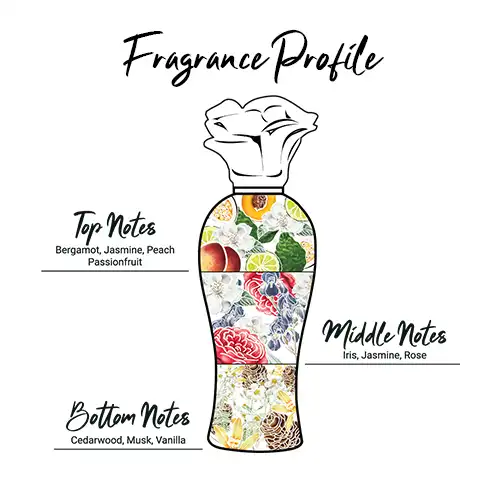 Fragrance Profile
Top Notes
Bergamot, Jasmine, Peach
Passionfruit
Middle Notes
Iris, Jasmine, Rose
Bottom Notes
Cedarwood, Musk, Vanilla